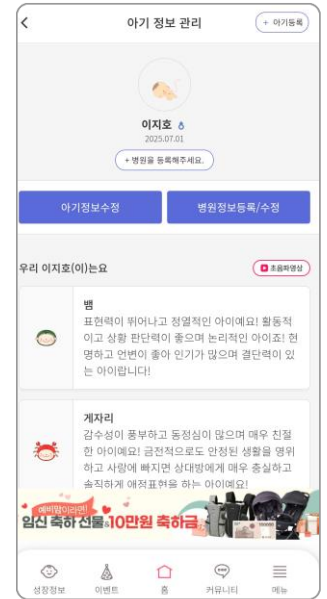 아기 정보 관리
+ 아기등록
이지호
2025.07.01
+ 병원을 등록해주세요.
아기정보수정
병원정보등록/수정
우리 이지호(이)는요
초음파영상
뱀
표현력이 뛰어나고 정열적인 아이예요! 활동적
이고 상황 판단력이 좋으며 논리적인 아이죠! 현
명하고 언변이 좋아 인기가 많으며 결단력이 있
는 아이랍니다!
게자리
감수성이 풍부하고 동정심이 많으며 매우 친절
한 아이예요! 금전적으로도 안정된 생활을 영위
하고 사랑에 빠지면 상대방에게 매우 충실하고
솔직하게 애정표현을 하는 아이예요!
예비맘이라면!
임신 축하 선물&10만원 축하금
성장정보
이벤트
홈
커뮤니티
메뉴